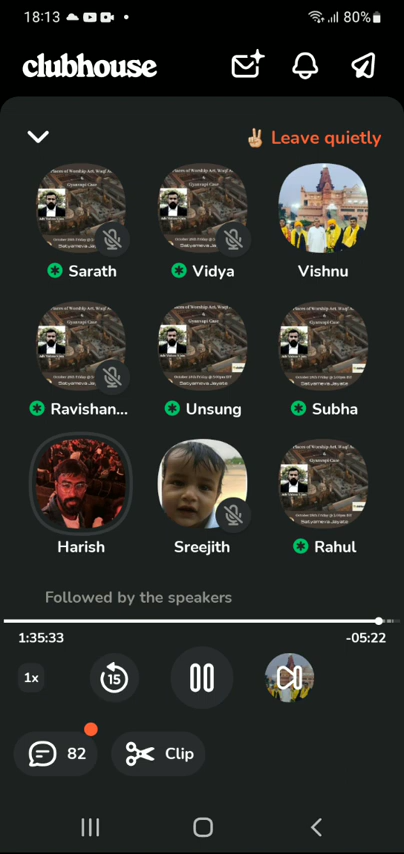 18:13
80%
clubhouse
✌🏼 Leave quietly
Sarath
Vidya
Vishnu
Ravishan...
Unsung
Subha
Harish
Sreejith
Rahul
Followed by the speakers
1:35:33
-05:22
1x
15
82
Clip